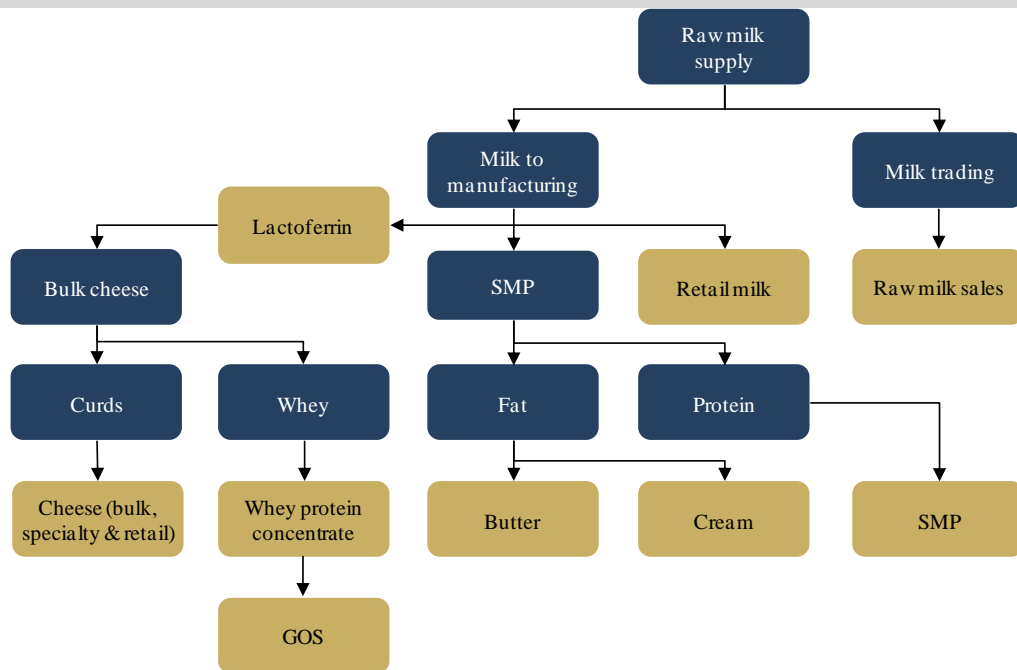 Raw milk
supply
Milk to
manufacturing
Milk trading
Lactoferrin
Bulk cheese
SMP
Retail milk
Raw milk sales
Curds
Whey
Fat
Protein
Cheese (bulk,
specialty & retail)
Whey protein
concentrate
Butter
Cream
SMP
GOS